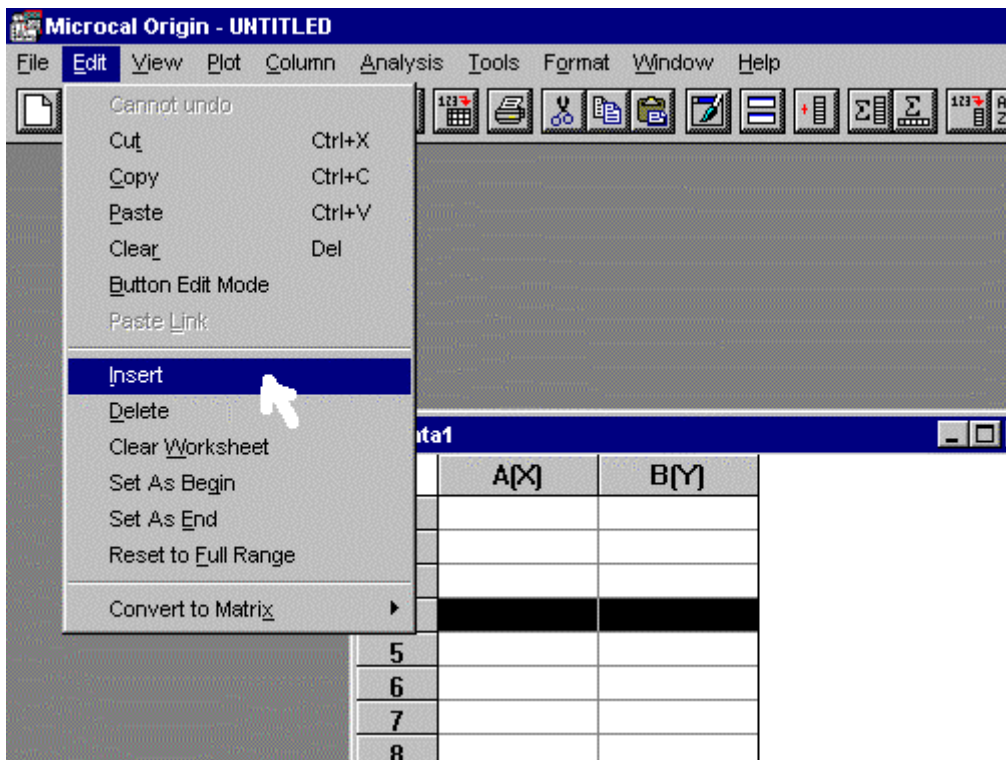 Microcal Origin - UNTITLED
File Edit View Plot Column Analysis Tools Format Window Help
Cannot undo
Cut Ctrl+X
Copy Ctrl+C
Paste Ctrl+V
Clear Del
Button Edit Mode
Paste Link
Insert
Delete
Clear Worksheet
Set As Begin
Set As End
Reset to Full Range
Convert to Matrix
ta1
A(X) B(Y)
5
6
7
8